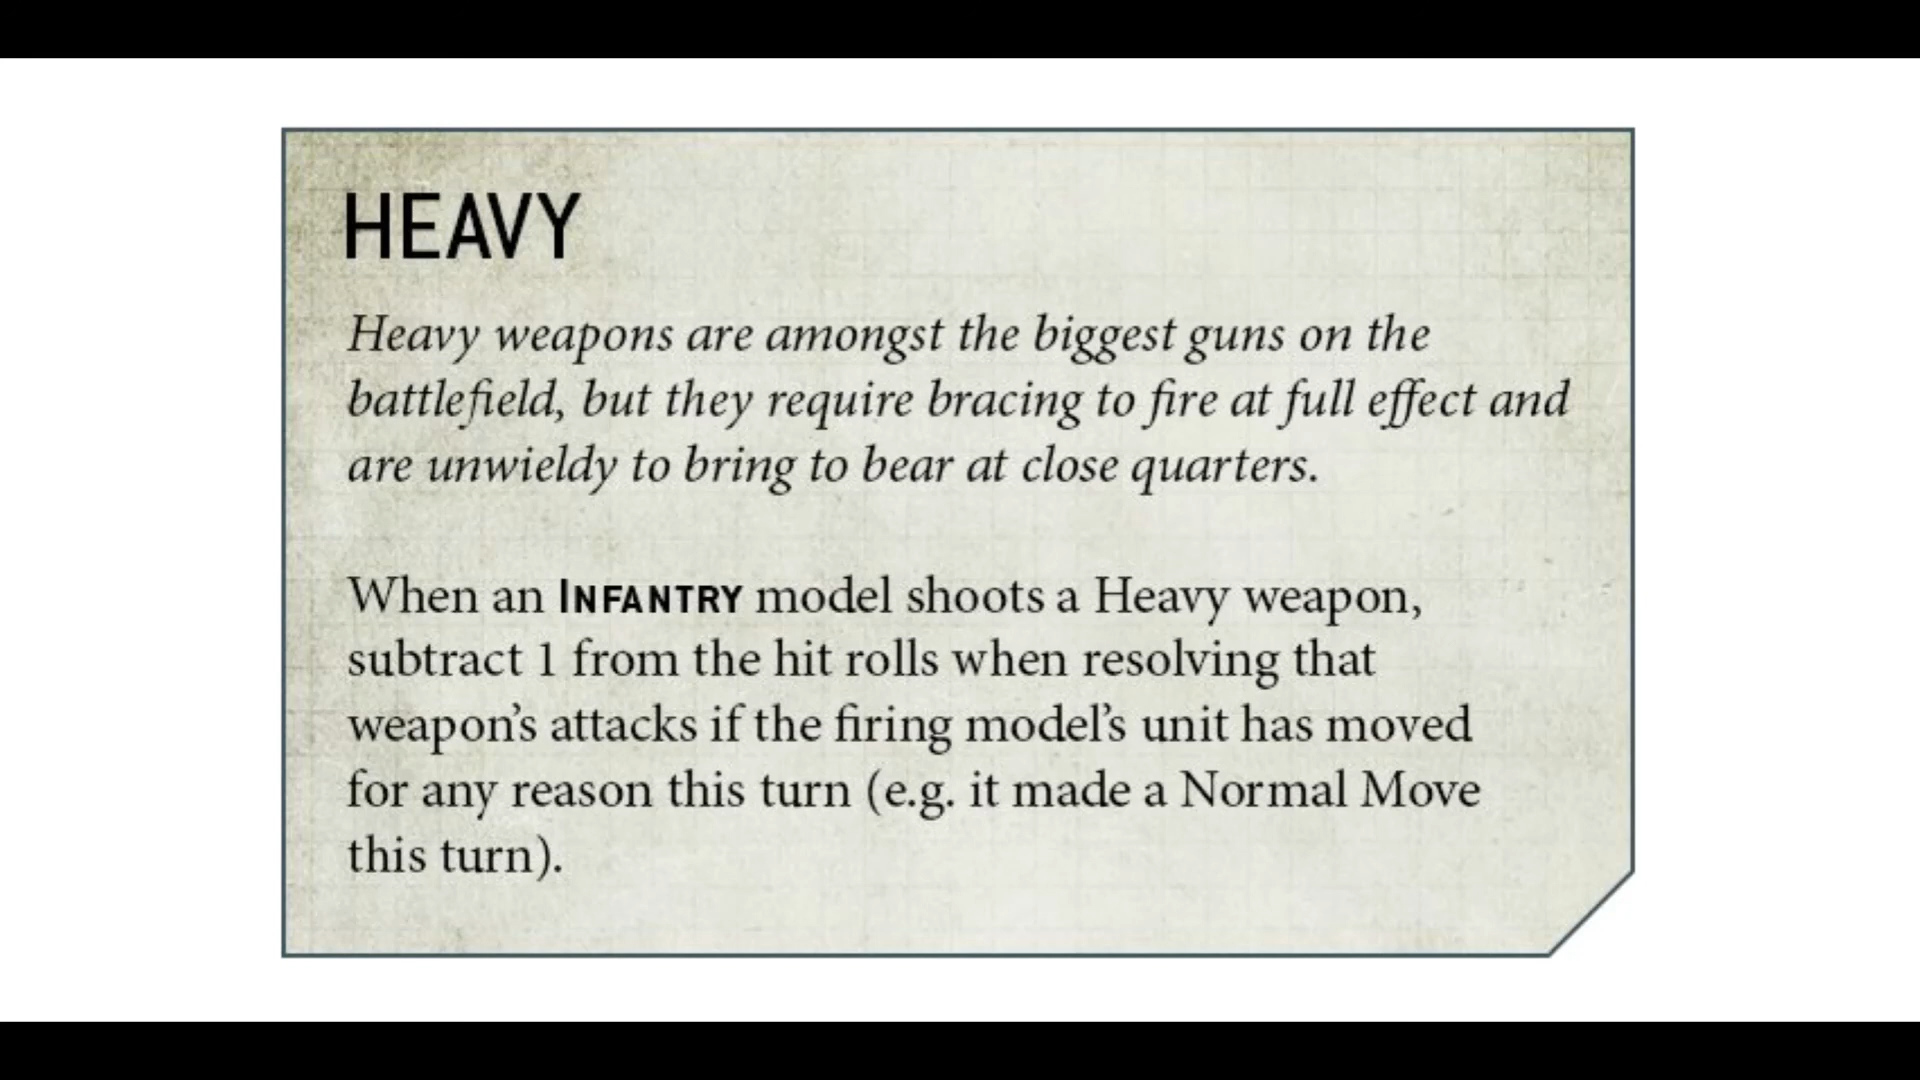 HEAVY
Heavy weapons are amongst the biggest guns on the
battlefield, but they require bracing to fire at full effect and
are unwieldy to bring to bear at close quarters.
When an INFANTRY model shoots a Heavy weapon,
subtract 1 from the hit rolls when resolving that
weapon’s attacks if the firing model’s unit has moved
for any reason this turn (e.g. it made a Normal Move
this turn).